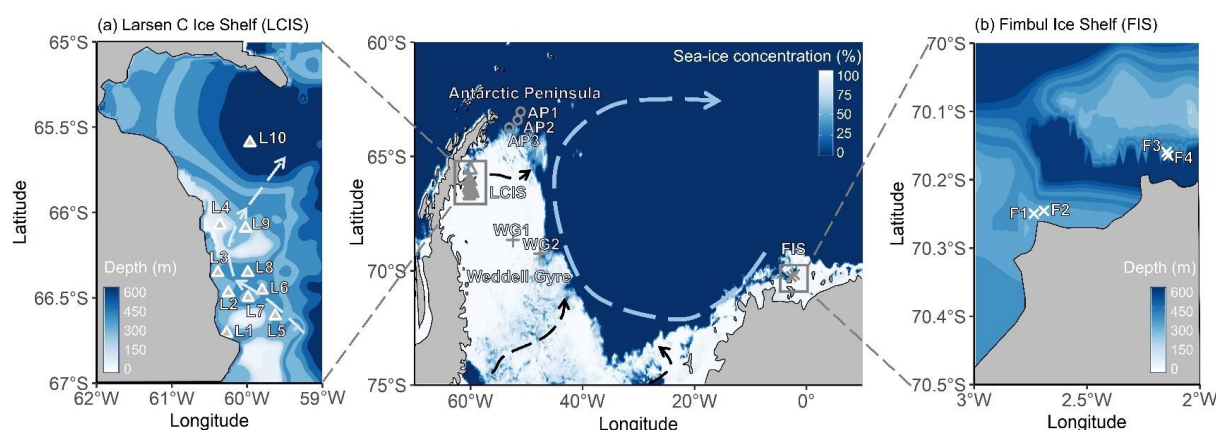 (a) Larsen C Ice Shelf (LCIS)
65°S
65.5°S
66°S
66.5°S
67°S
Latitude
L10
L4
L9
L3
L8
L2
L6
L7
L1
L5
Depth (m)
600
450
300
150
0
62°W
61°W
60°W
59°W
Longitude
60°S
65°S
70°S
75°S
Latitude
Sea-ice concentration (%)
100
75
50
25
0
Antarctic Peninsula
AP1
AP2
AP3
LCIS
WG1
WG2
Weddell Gyre
FIS
60°W
40°W
20°W
0°W
Longitude
(b) Fimbul Ice Shelf (FIS)
70°S
70.1°S
70.2°S
70.3°S
70.4°S
70.5°S
Latitude
F3
F4
F1
F2
Depth (m)
600
450
300
150
0
3°W
2.5°W
2°W
Longitude